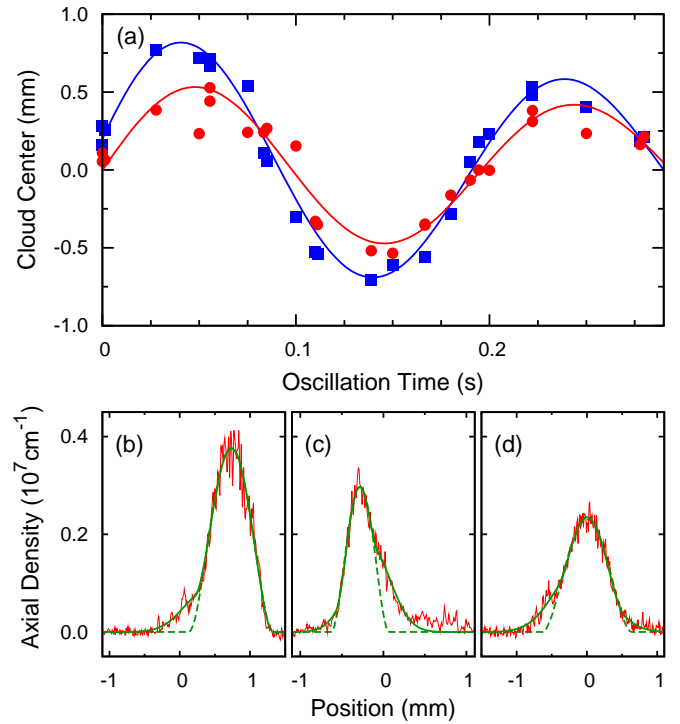 (a)
Cloud Center (mm)
1.0
0.5
0.0
-0.5
-1.0
0 0.1 0.2
Oscillation Time (s)
Axial Density (10⁷cm⁻¹)
0.4
0.2
0.0
(b) (c) (d)
-1 0 1 -1 0 1 -1 0 1
Position (mm)